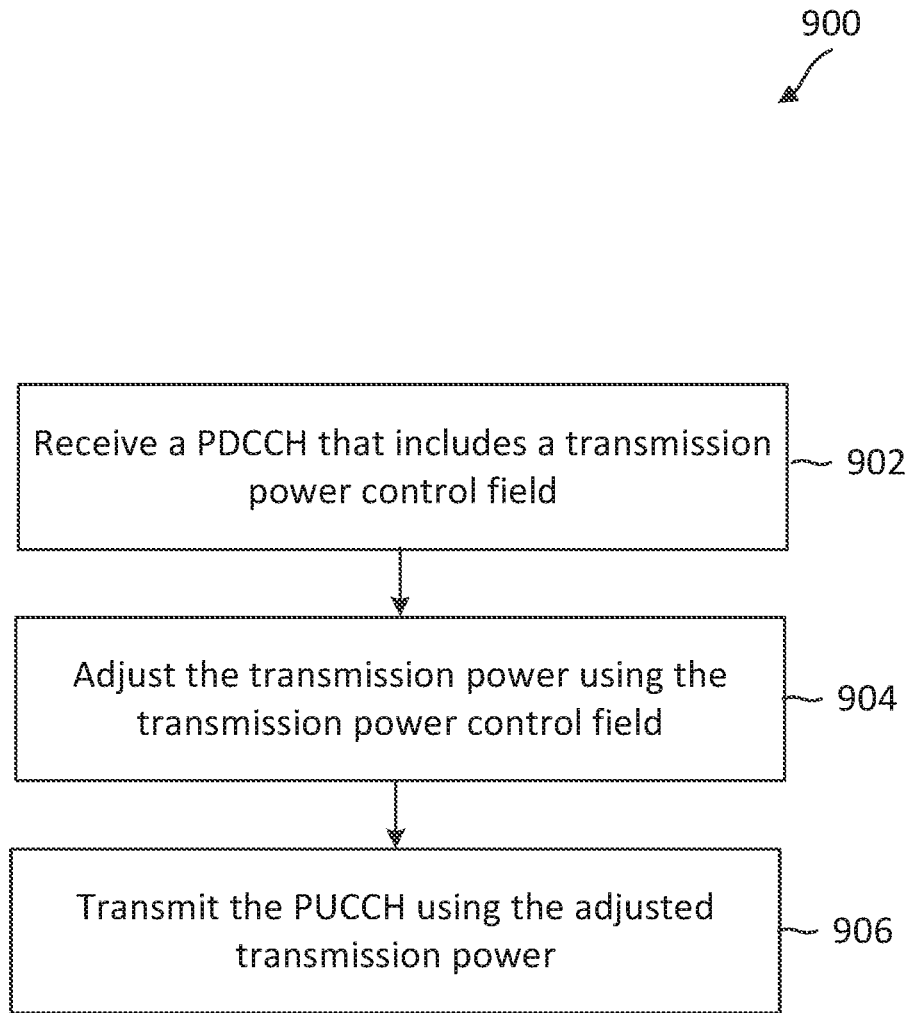 900
Receive a PDCCH that includes a transmission
power control field
902
Adjust the transmission power using the
transmission power control field
904
Transmit the PUCCH using the adjusted
transmission power
906